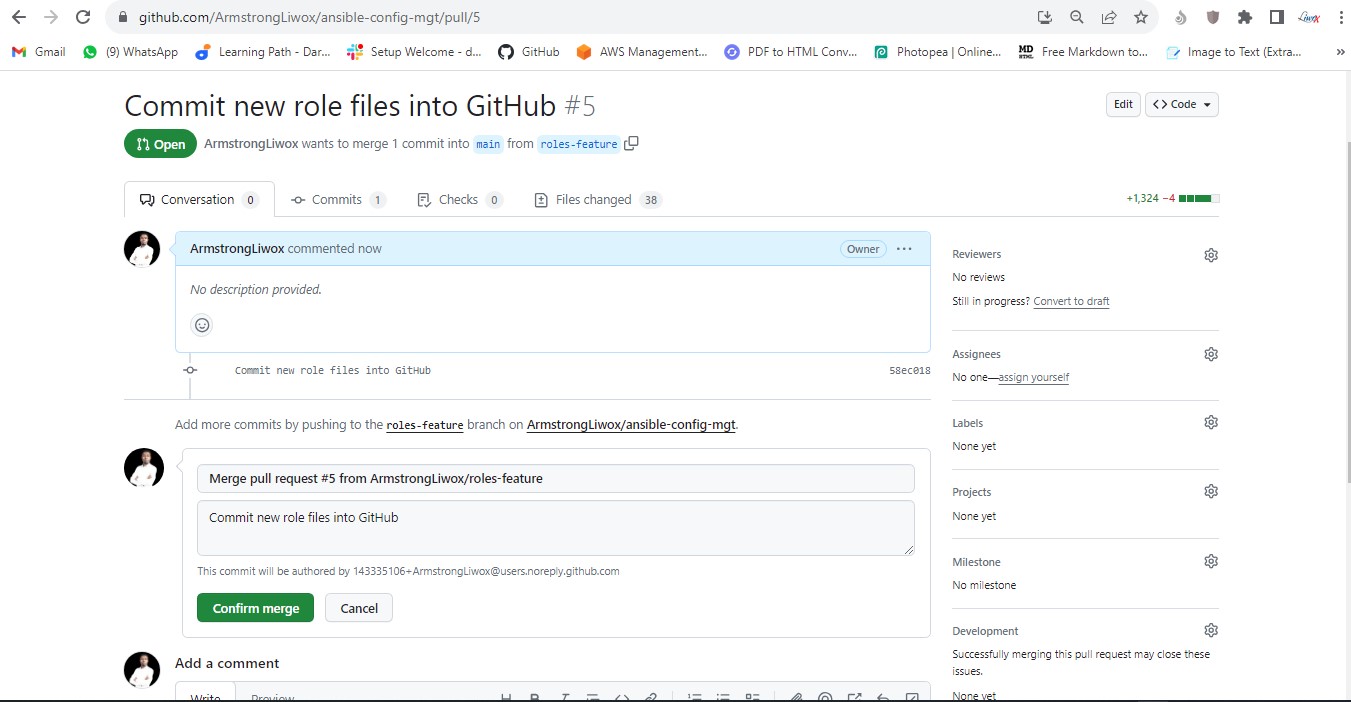 github.com/ArmstrongLiwox/ansible-config-mgt/pull/5
Gmail (9) WhatsApp Learning Path - Dar... Setup Welcome - d... GitHub AWS Management... PDF to HTML Conv... Photopea | Online... Free Markdown to... Image to Text (Extra... »
Commit new role files into GitHub #5
Edit <> Code
Open ArmstrongLiwox wants to merge 1 commit into main from roles-feature
Conversation 0 Commits 1 Checks 0 Files changed 38 +1,324 −4
ArmstrongLiwox commented now Owner ...
No description provided.
Commit new role files into GitHub 58ec018
Add more commits by pushing to the roles-feature branch on ArmstrongLiwox/ansible-config-mgt.
Merge pull request #5 from ArmstrongLiwox/roles-feature
Commit new role files into GitHub
This commit will be authored by 143335106+ArmstrongLiwox@users.noreply.github.com
Confirm merge Cancel
Add a comment
Write Preview
Reviewers
No reviews
Still in progress? Convert to draft
Assignees
No one—assign yourself
Labels
None yet
Projects
None yet
Milestone
No milestone
Development
Successfully merging this pull request may close these
issues.
None yet